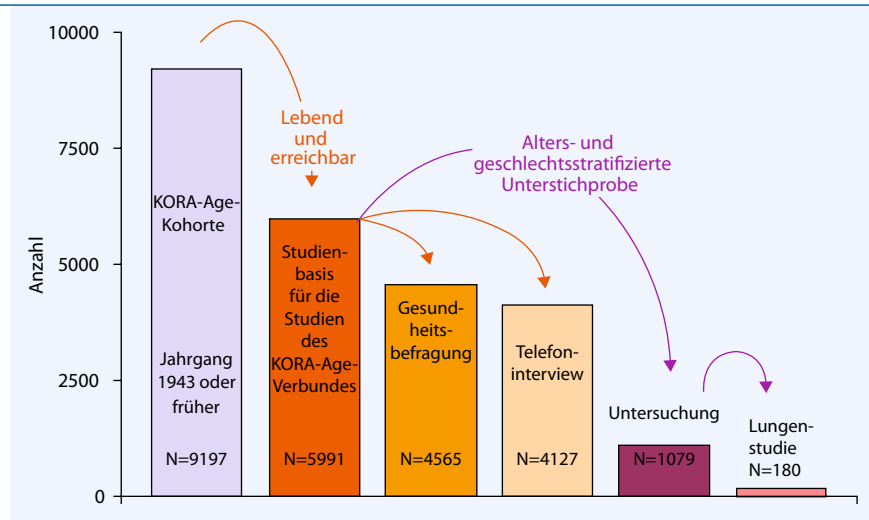 10000
7500
5000
2500
0
Anzahl
KORA-Age-
Kohorte
Jahrgang
1943 oder
früher
N=9197
Lebend
und
erreichbar
Studien-
basis
für die
Studien
des
KORA-Age-
Verbundes
N=5991
Gesund-
heits-
befragung
N=4565
Telefon-
interview
N=4127
Alters- und
geschlechtsstratifizierte
Unterstichprobe
Untersuchung
N=1079
Lungen-
studie
N=180